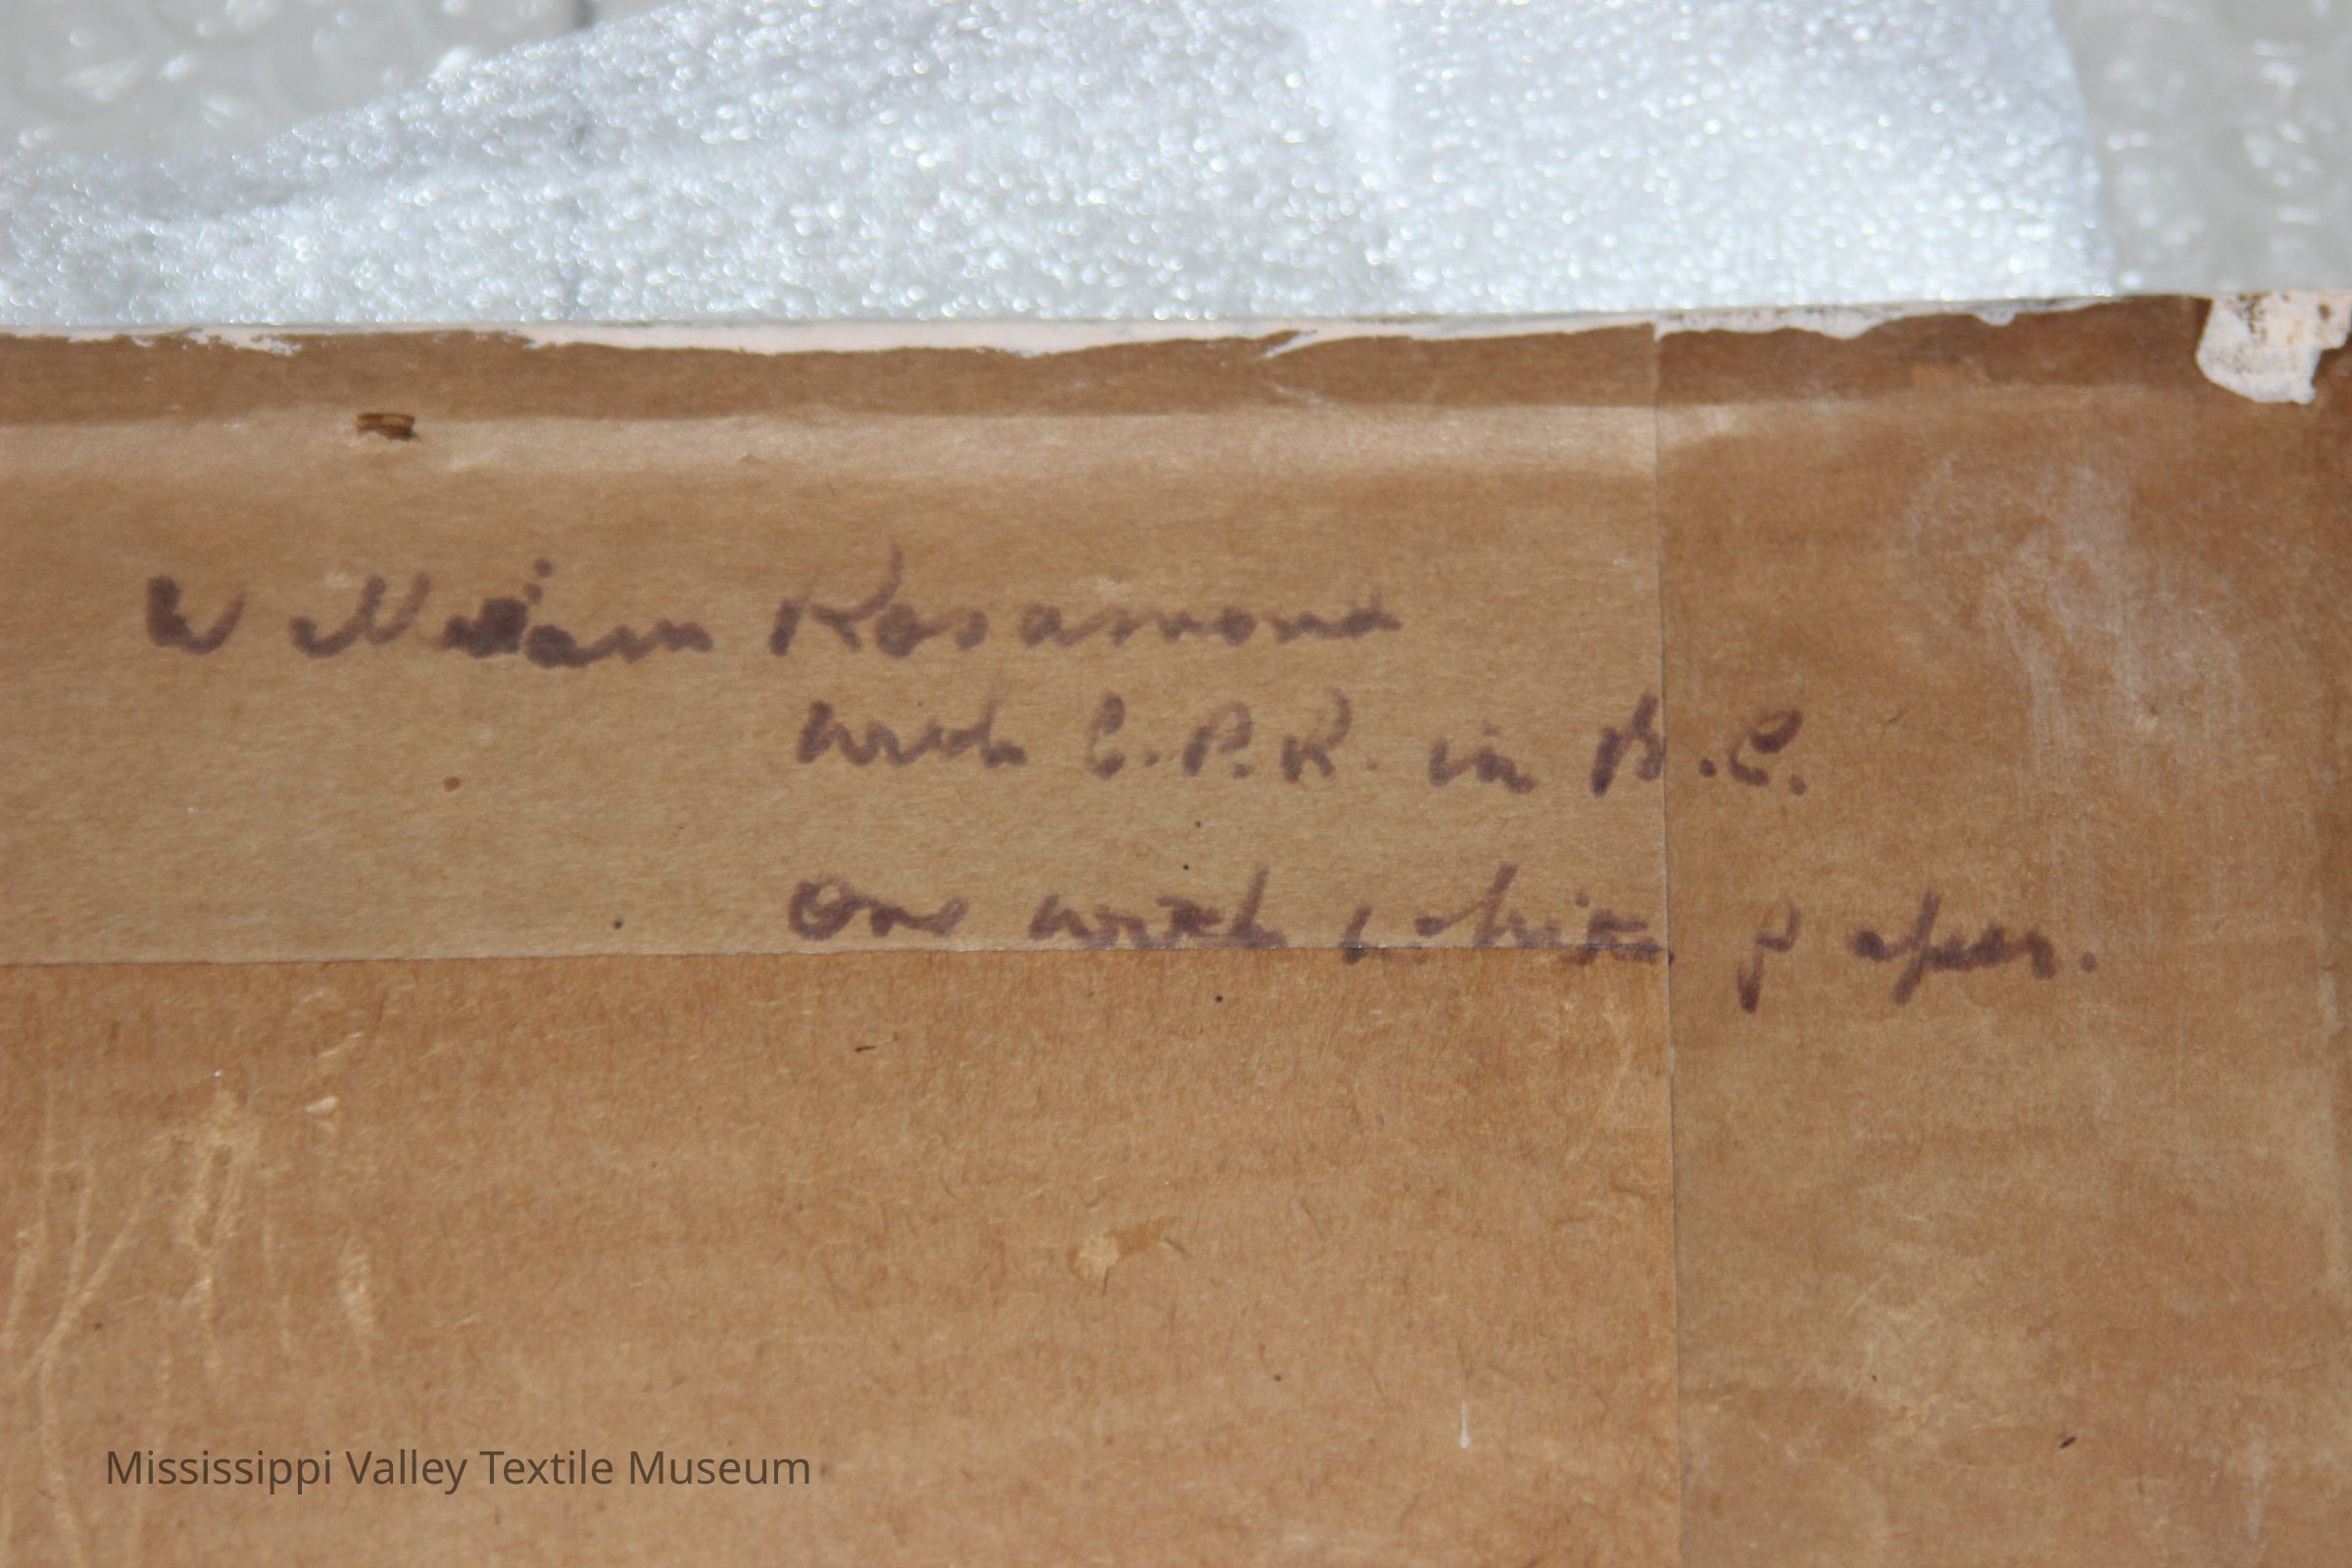 William Rosamond
with C.P.R. in B.C.
One with white paper.
Mississippi Valley Textile Museum